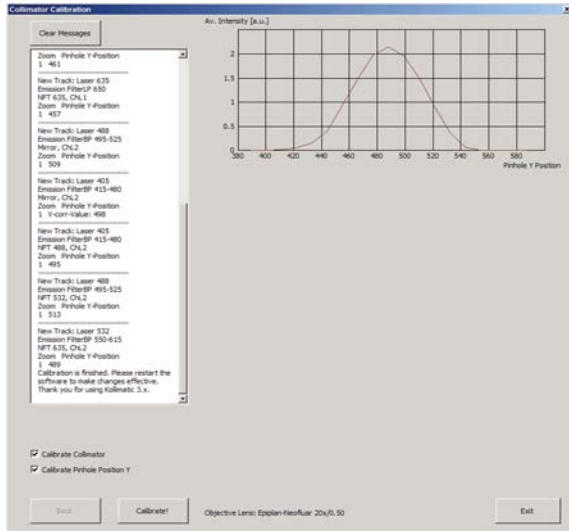 Collimator Calibration
x
Clear Messages
Zoom Pinhole Y-Position
1 461
------------------------------
New Track: Laser 635
Emission FilterLP 650
NFT 635, ChL1
Zoom Pinhole Y-Position
1 457
------------------------------
New Track: Laser 488
Emission FilterBP 495-525
Mirror, ChL2
Zoom Pinhole Y-Position
1 509
------------------------------
New Track: Laser 405
Emission FilterBP 415-480
Mirror, ChL2
Zoom Pinhole Y-Position
1 Y-corr-Value: 498
------------------------------
New Track: Laser 405
Emission FilterBP 415-480
NFT 488, ChL2
Zoom Pinhole Y-Position
1 495
------------------------------
New Track: Laser 488
Emission FilterBP 495-525
NFT 532, ChL2
Zoom Pinhole Y-Position
1 513
------------------------------
New Track: Laser 532
Emission FilterBP 550-615
NFT 635, ChL2
Zoom Pinhole Y-Position
1 489
Calibration is finished. Please restart the
software to make changes effective.
Thank you for using Kollimatic 3.x.
Av. Intensity [a.u.]
2
1.5
1
0.5
0
380 400 420 440 460 480 500 520 540 560 580
Pinhole Y Position
Calibrate Collimator
Calibrate Pinhole Position Y
Back
Calibrate!
Objective Lens: Epiplan-Neofluar 20x/0.50
Exit